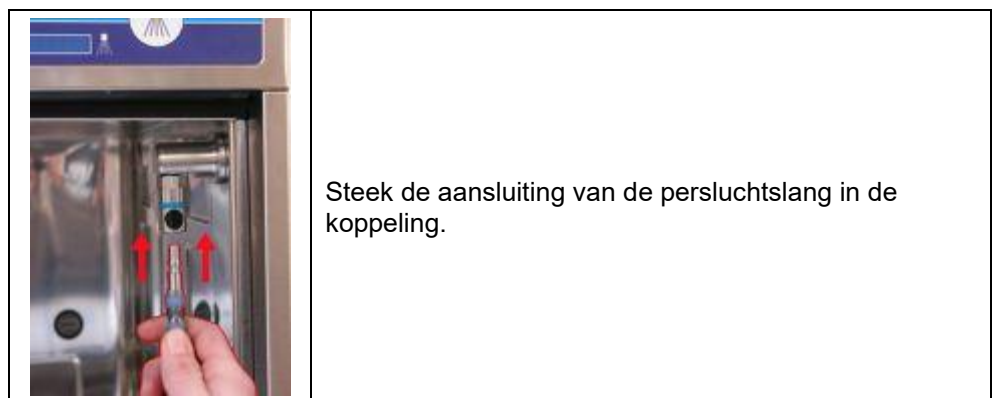 Steek de aansluiting van de persluchtslang in de
koppeling.